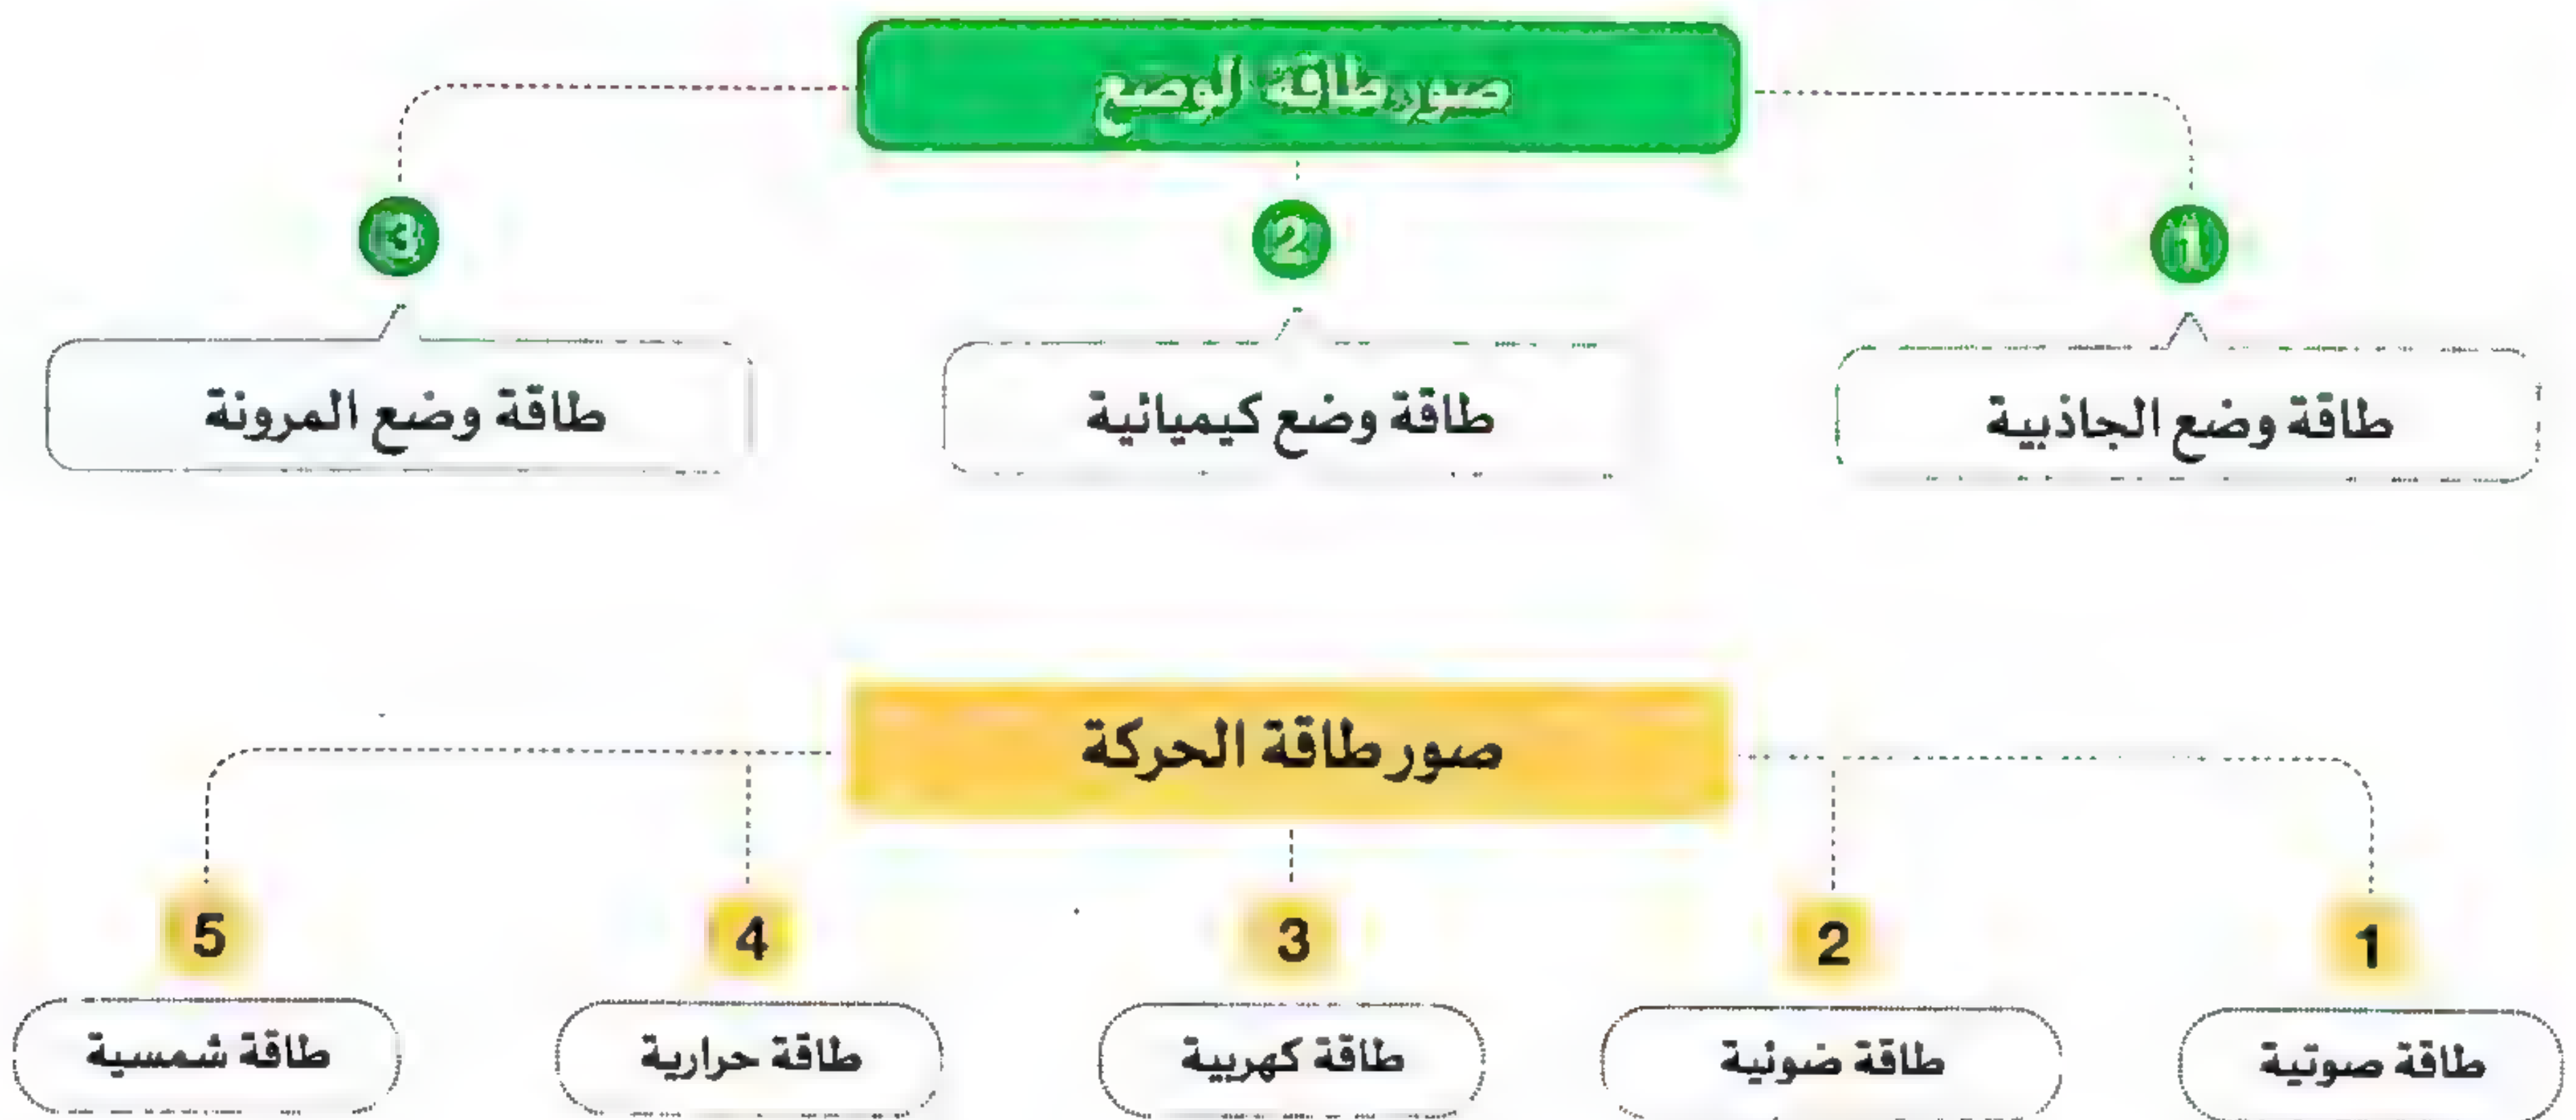 صور طاقة الوضع
1
2
3
طاقة وضع الجاذبية
طاقة وضع كيميائية
طاقة وضع المرونة
صور طاقة الحركة
1
2
3
4
5
طاقة صوتية
طاقة ضوئية
طاقة كهربية
طاقة حرارية
طاقة شمسية